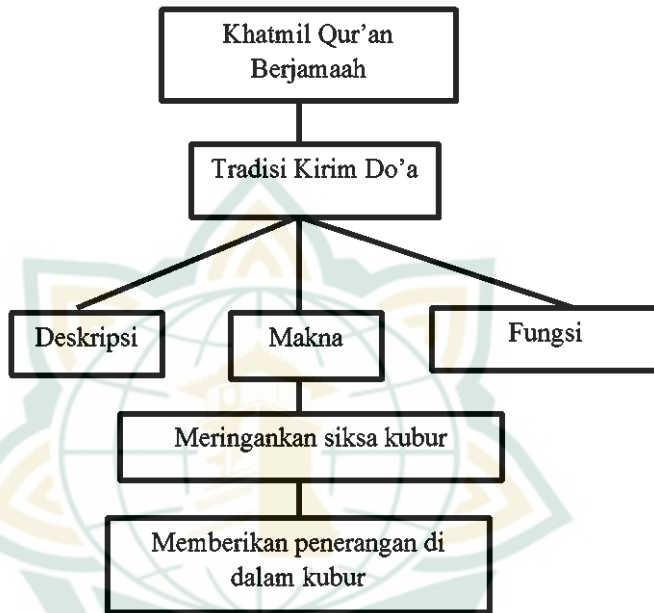 Khatmil Qur’an
Berjamaah
Tradisi Kirim Do’a
Deskripsi
Makna
Fungsi
Meringankan siksa kubur
Memberikan penerangan di
dalam kubur